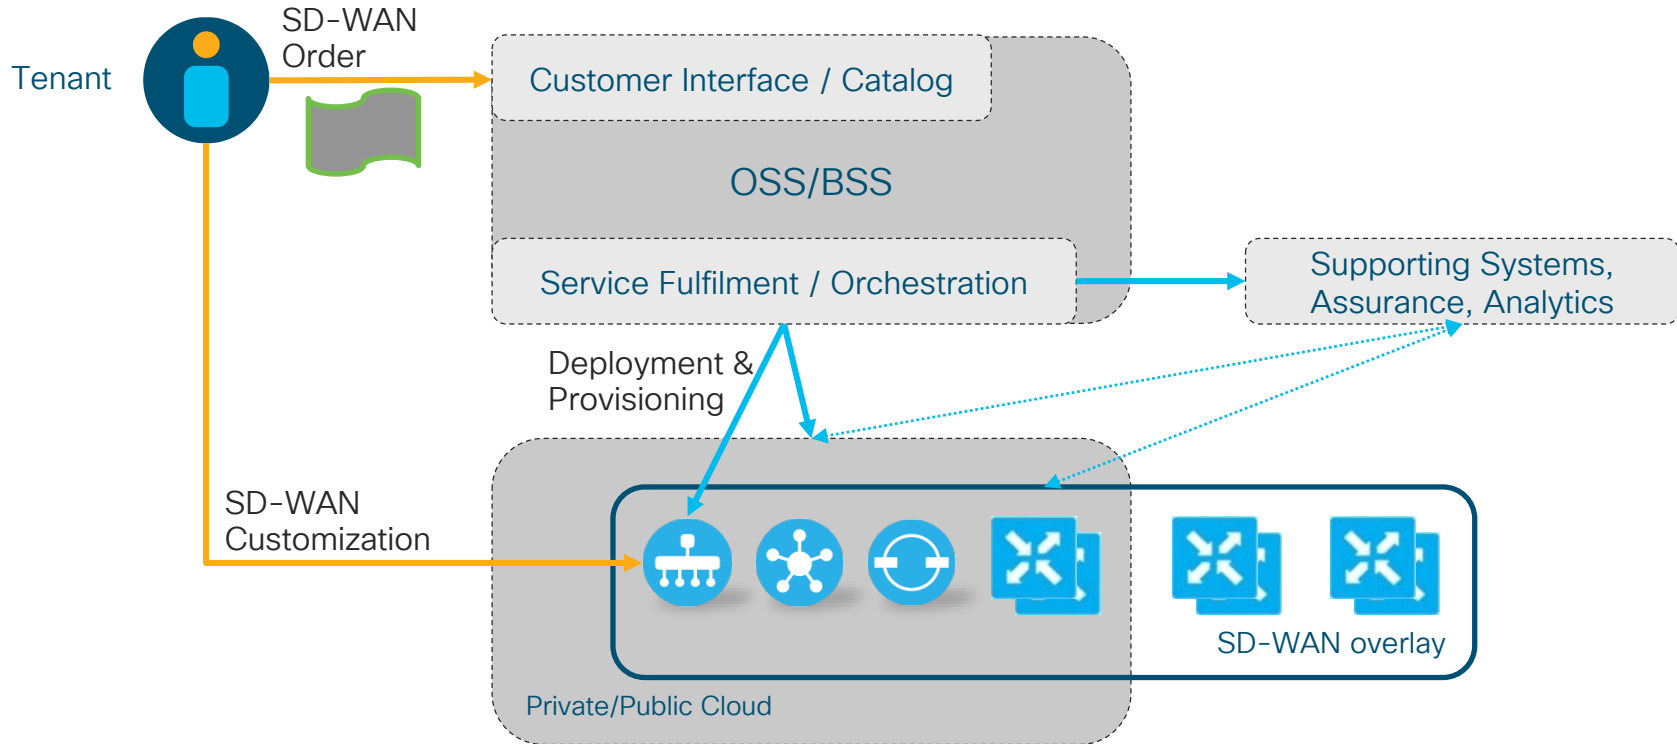 SD-WAN
Order
Tenant
Customer Interface / Catalog
OSS/BSS
Service Fulfilment / Orchestration
Supporting Systems,
Assurance, Analytics
Deployment &
Provisioning
SD-WAN
Customization
SD-WAN overlay
Private/Public Cloud